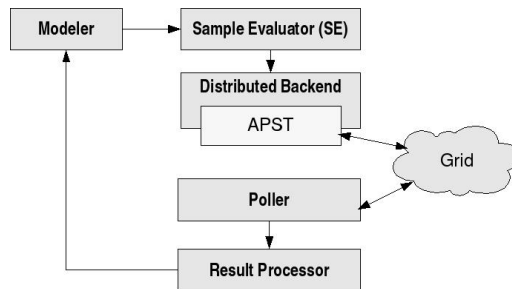 Modeler
Sample Evaluator (SE)
Distributed Backend
APST
Grid
Poller
Result Processor